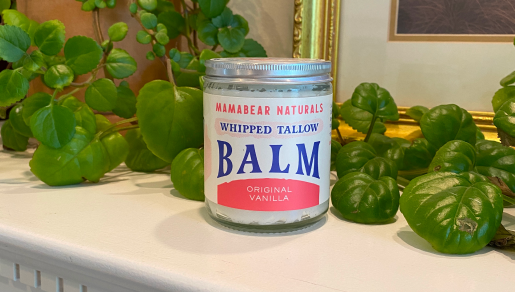 MAMABEAR NATURALS
WHIPPED TALLOW
BALM
ORIGINAL
VANILLA